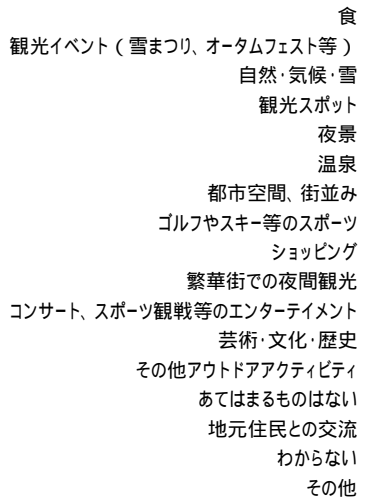 食
観光イベント(雪まつり、オータムフェスト等)
自然・気候・雪
観光スポット
夜景
温泉
都市空間、街並み
ゴルフやスキー等のスポーツ
ショッピング
繁華街での夜間観光
コンサート、スポーツ観戦等のエンターテイメント
芸術・文化・歴史
その他アウトドアアクティビティ
あてはまるものはない
地元住民との交流
わからない
その他